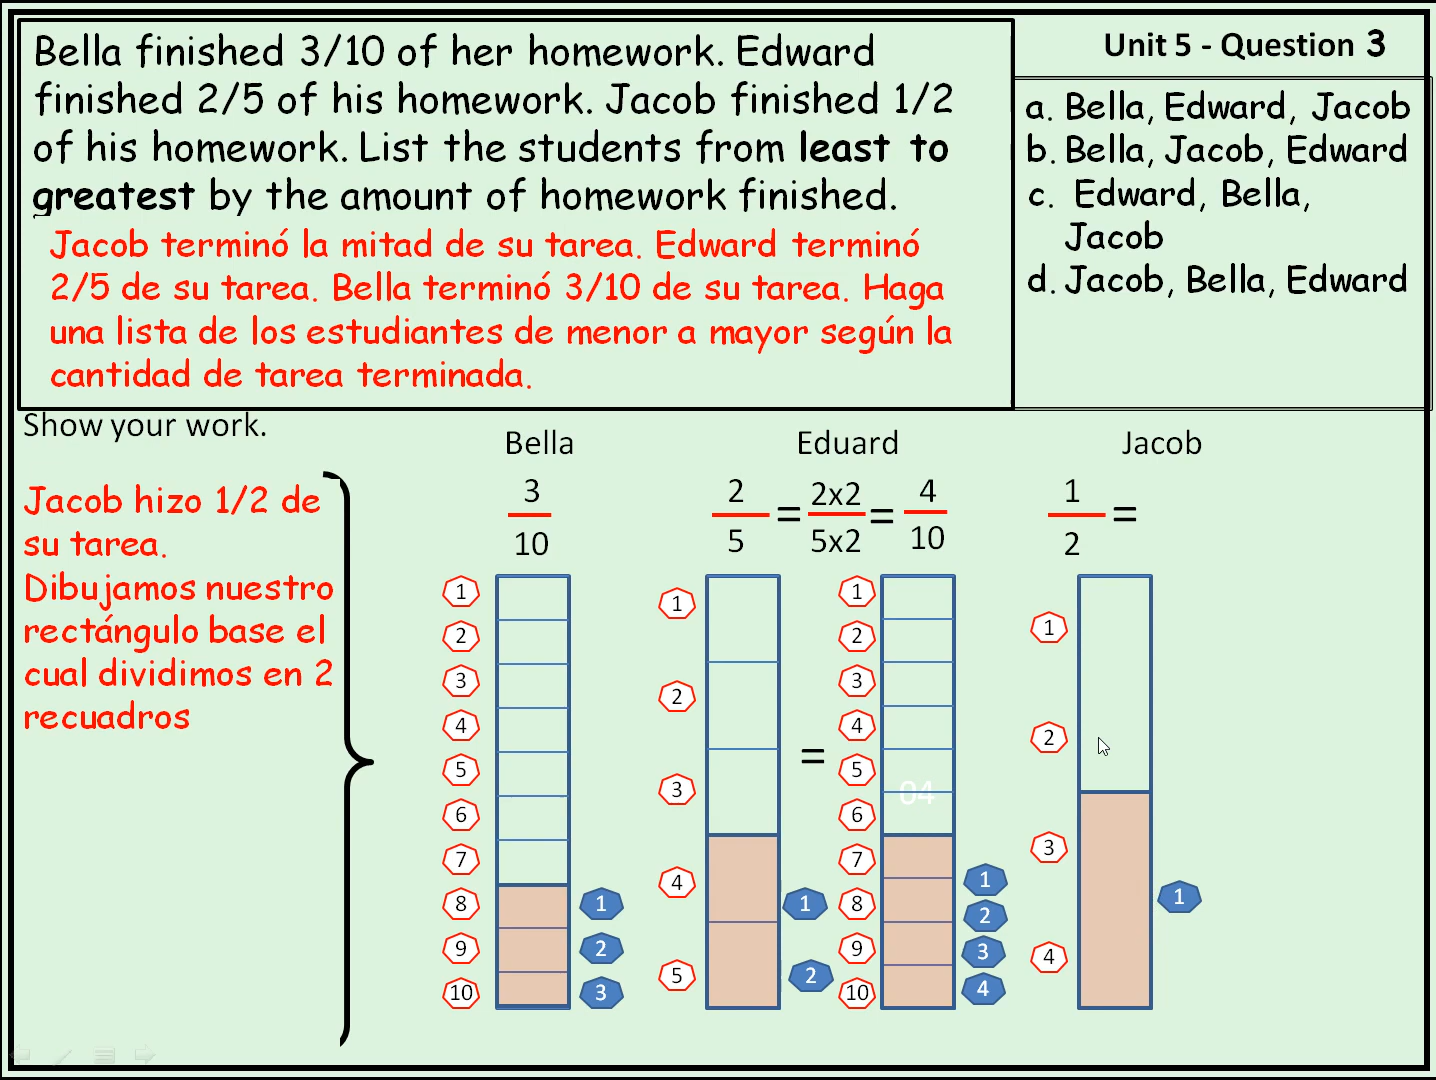 Bella finished 3/10 of her homework. Edward
finished 2/5 of his homework. Jacob finished 1/2
of his homework. List the students from least to
greatest by the amount of homework finished.
Jacob terminó la mitad de su tarea. Edward terminó
2/5 de su tarea. Bella terminó 3/10 de su tarea. Haga
una lista de los estudiantes de menor a mayor según la
cantidad de tarea terminada.
Unit 5 - Question 3
a. Bella, Edward, Jacob
b. Bella, Jacob, Edward
c. Edward, Bella,
Jacob
d. Jacob, Bella, Edward
Show your work.
Jacob hizo 1/2 de
su tarea.
Dibujamos nuestro
rectángulo base el
cual dividimos en 2
recuadros
Bella
3
10
1
2
3
4
5
6
7
8
9
10
1
2
3
Eduard
2 = 2x2 = 4
5 5x2 10
1
2
3
4
5
1
2
=
1
2
3
4
5
6
7
8
9
10
04
1
2
3
4
Jacob
1 =
2
1
2
3
4
1